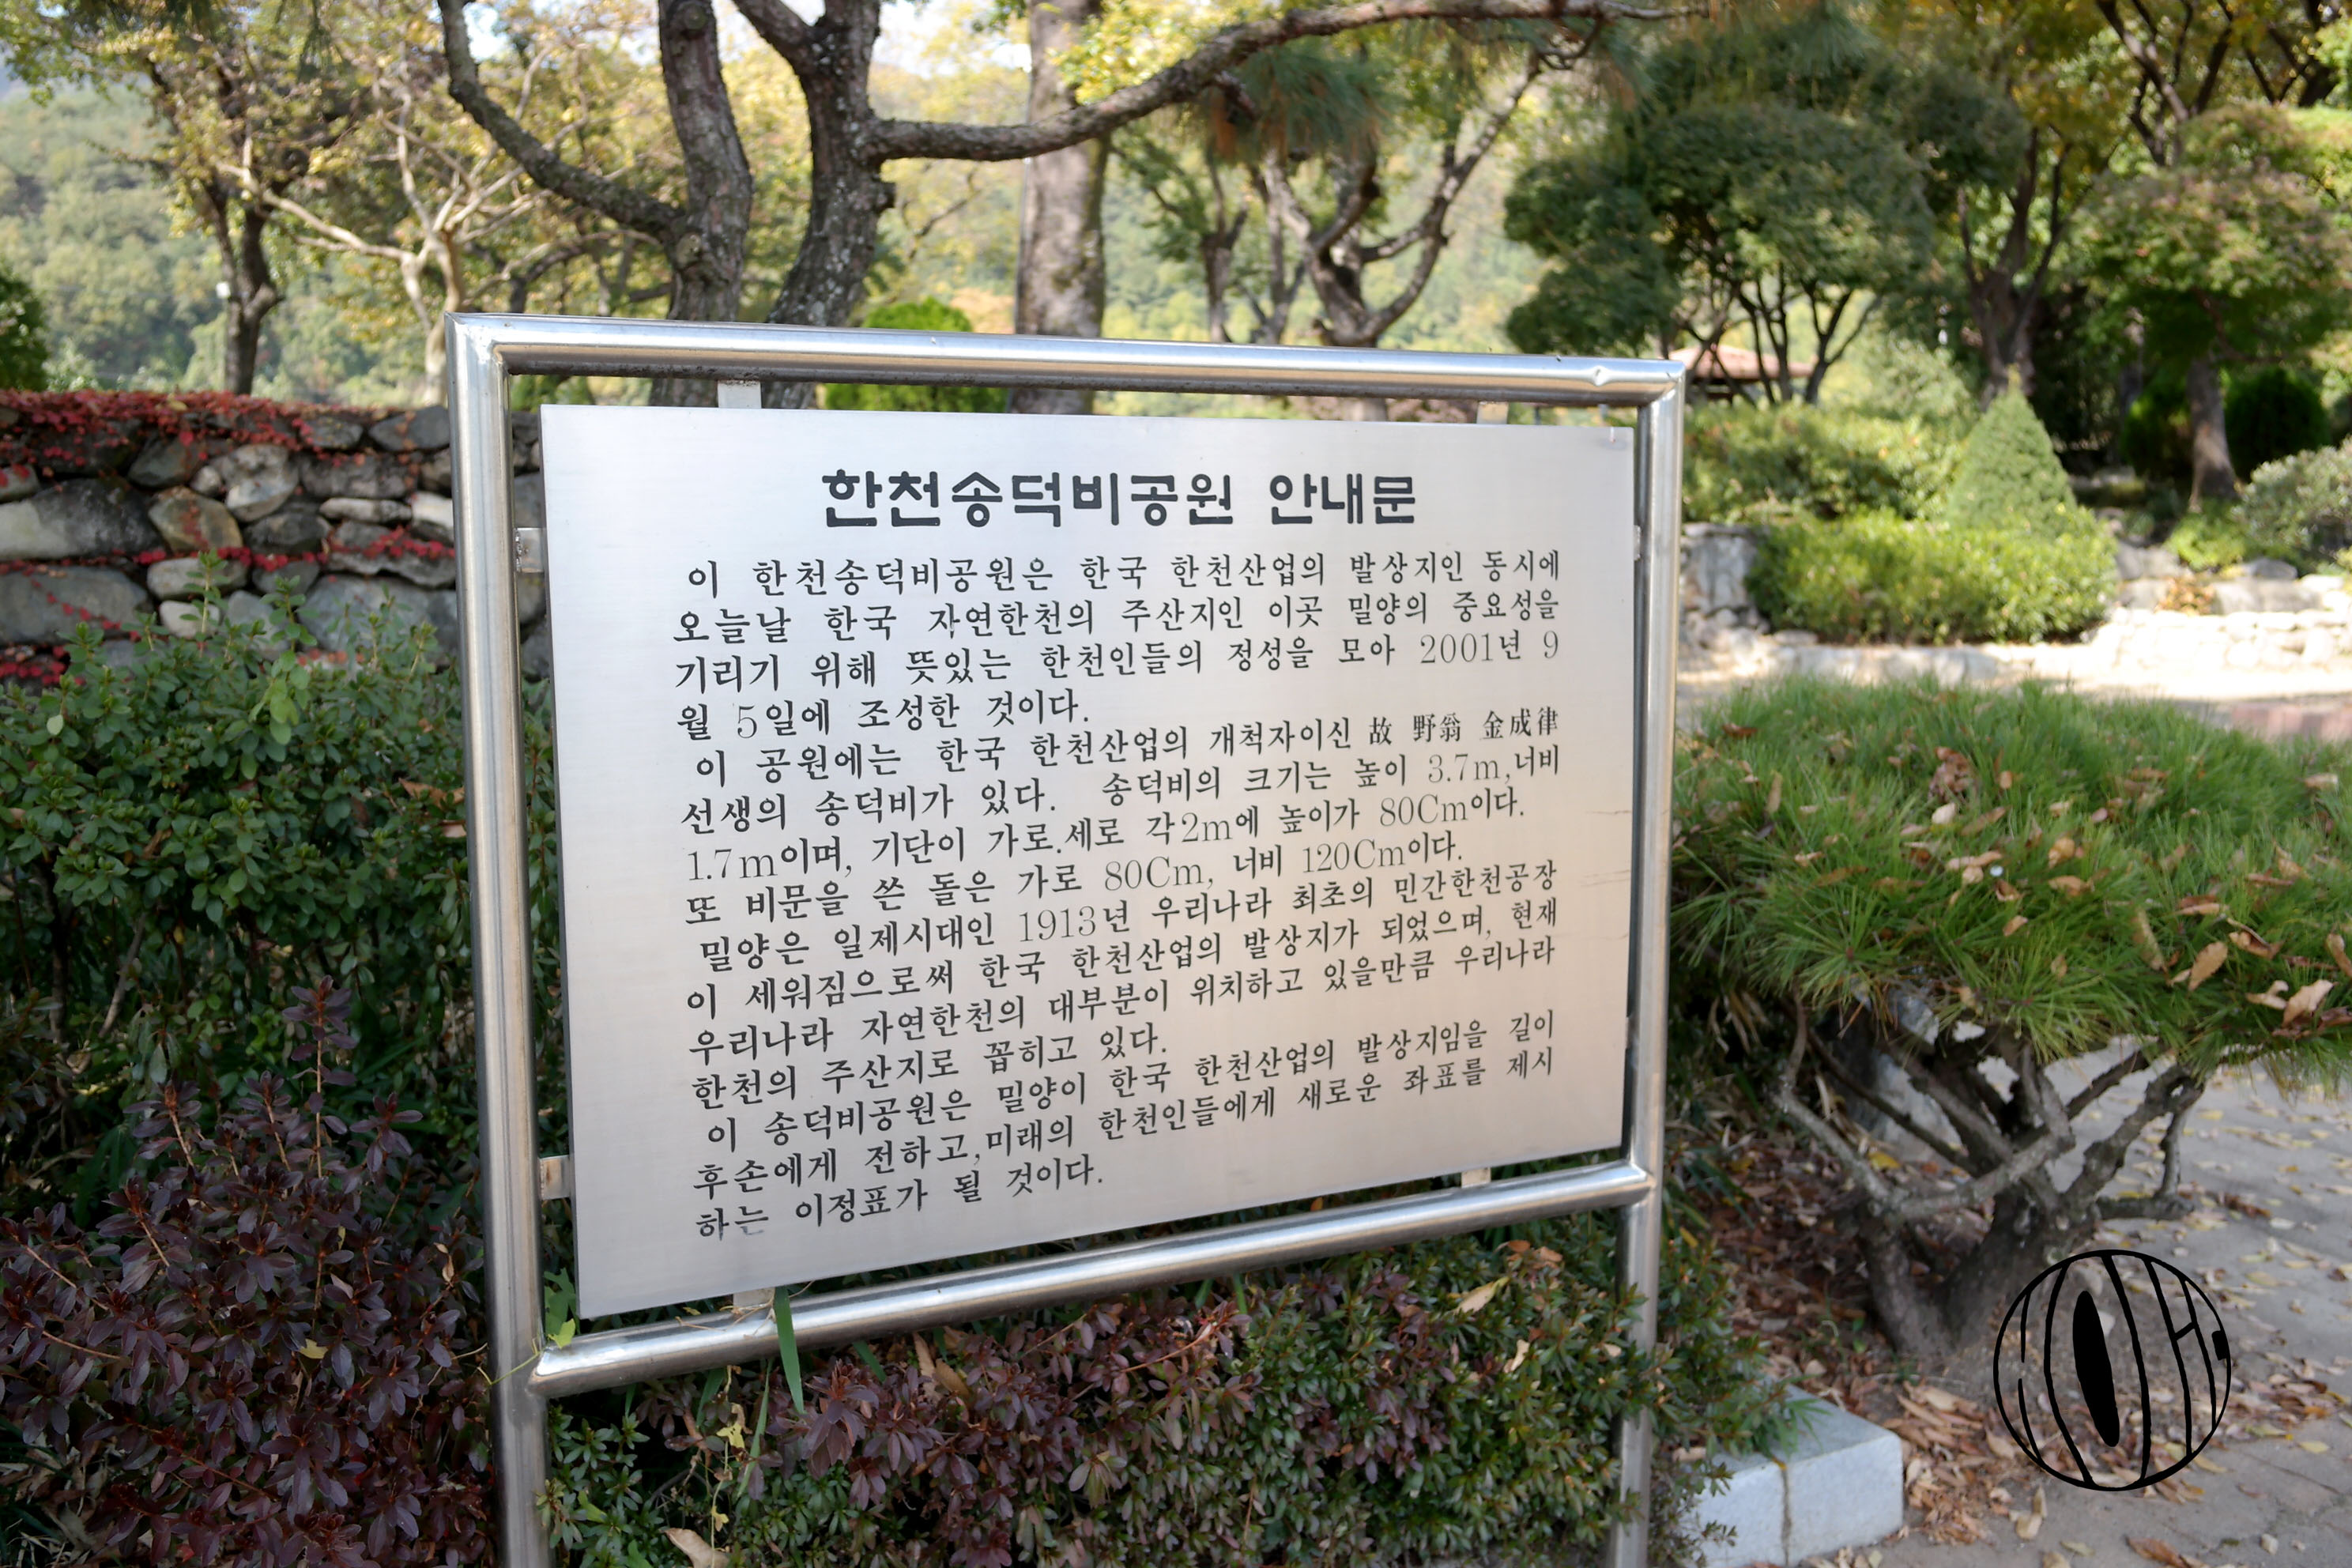 한천송덕비공원 안내문
이 한천송덕비공원은 한국 한천산업의 발상지인 동시에
오늘날 한국 자연한천의 주산지인 이곳 밀양의 중요성을
기리기 위해 뜻있는 한천인들의 정성을 모아 2001년 9
월 5일에 조성한 것이다.
이 공원에는 한국 한천산업의 개척자이신 故 野翁 金成律
선생의 송덕비가 있다. 송덕비의 크기는 높이 3.7m,너비
1.7m이며, 기단이 가로.세로 각2m에 높이가 80Cm이다.
또 비문을 쓴 돌은 가로 80Cm, 너비 120Cm이다.
밀양은 일제시대인 1913년 우리나라 최초의 민간한천공장
이 세워짐으로써 한국 한천산업의 발상지가 되었으며, 현재
우리나라 자연한천의 대부분이 위치하고 있을만큼 우리나라
한천의 주산지로 꼽히고 있다.
이 송덕비공원은 밀양이 한국 한천산업의 발상지임을 길이
후손에게 전하고,미래의 한천인들에게 새로운 좌표를 제시
하는 이정표가 될 것이다.